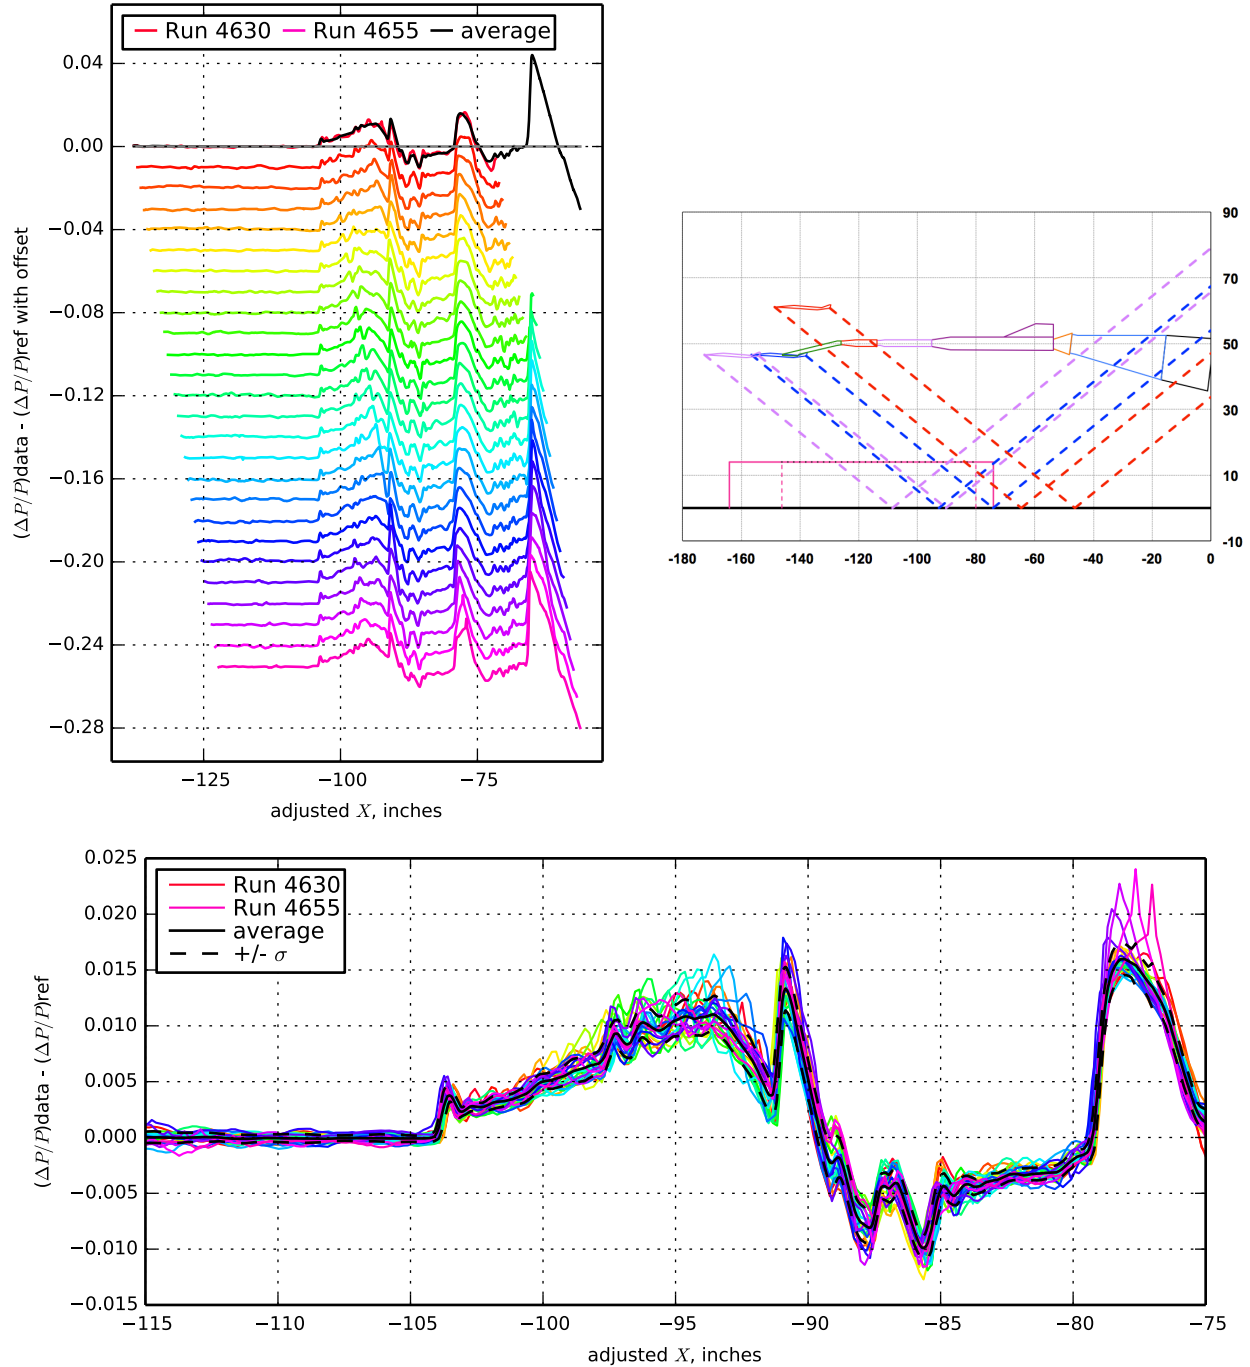 Run 4630 Run 4655 average
0.04
0.00
−0.04
−0.08
−0.12
−0.16
−0.20
−0.24
−0.28
(ΔP/P)data - (ΔP/P)ref with offset
−125 −100 −75
adjusted X, inches
90
70
50
30
10
-10
-180 -160 -140 -120 -100 -80 -60 -40 -20 0
Run 4630
Run 4655
average
+/- σ
0.025
0.020
0.015
0.010
0.005
0.000
−0.005
−0.010
−0.015
(ΔP/P)data - (ΔP/P)ref
−115 −110 −105 −100 −95 −90 −85 −80 −75
adjusted X, inches